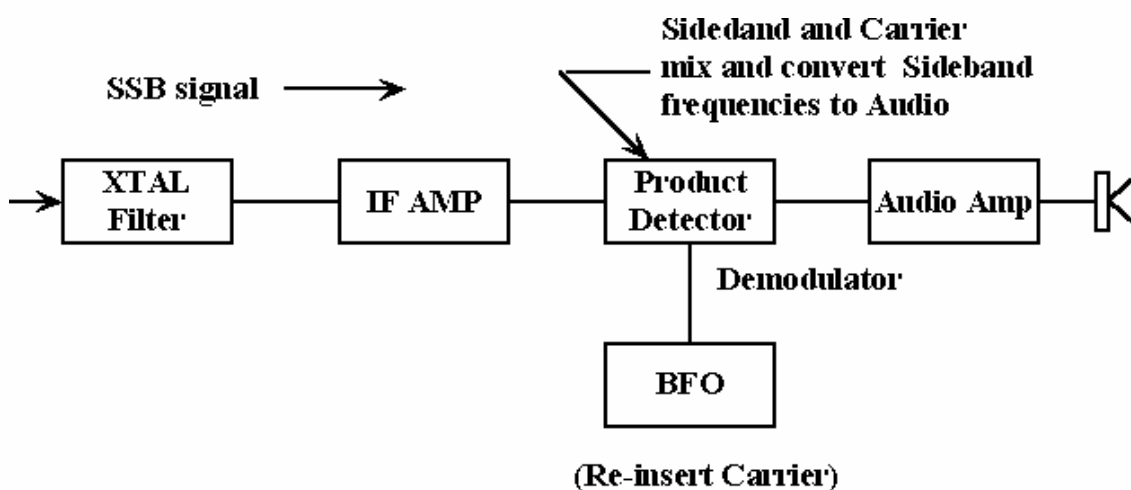 Sidedand and Carrier
mix and convert Sideband
frequencies to Audio
SSB signal
XTAL
Filter
IF AMP
Product
Detector
Audio Amp
Demodulator
BFO
(Re-insert Carrier)